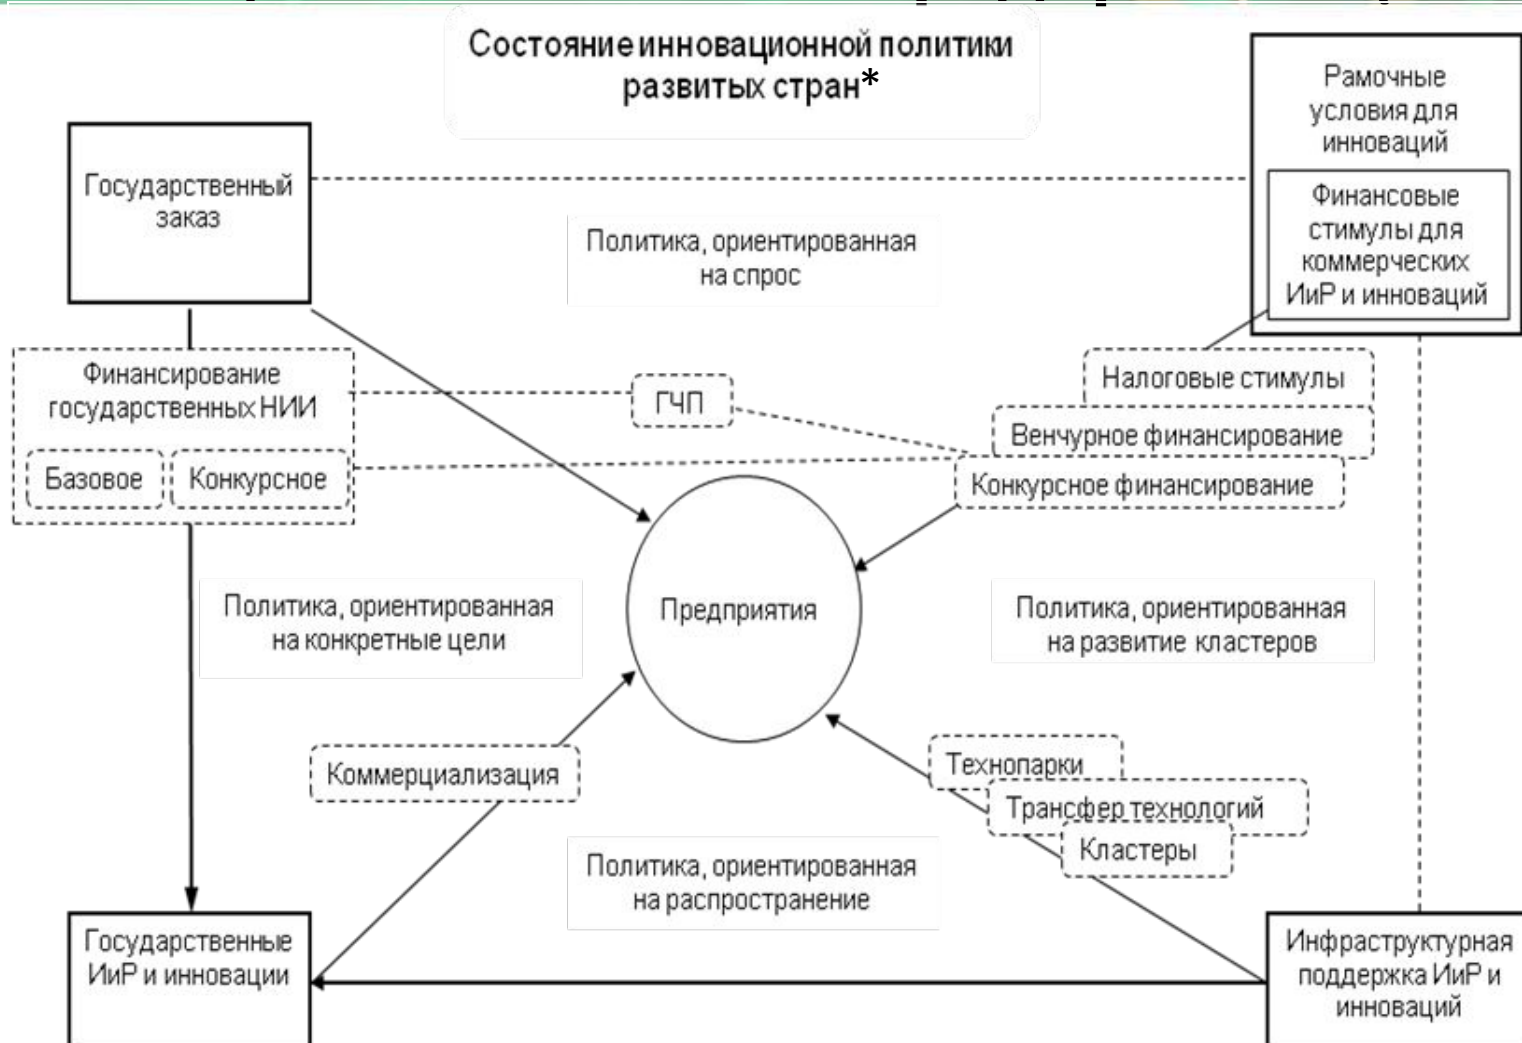 Состояние инновационной политики
развитых стран*
Рамочные
условия для
инноваций
Финансовые
стимулы для
коммерческих
ИиР и инноваций
Государственный
заказ
Политика, ориентированная
на спрос
Финансирование
государственных НИИ
Базовое
Конкурсное
ГЧП
Налоговые стимулы
Венчурное финансирование
Конкурсное финансирование
Предприятия
Политика, ориентированная
на конкретные цели
Политика, ориентированная
на развитие кластеров
Коммерциализация
Технопарки
Трансфер технологий
Кластеры
Политика, ориентированная
на распространение
Государственные
ИиР и инновации
Инфраструктурная
поддержка ИиР и
инноваций